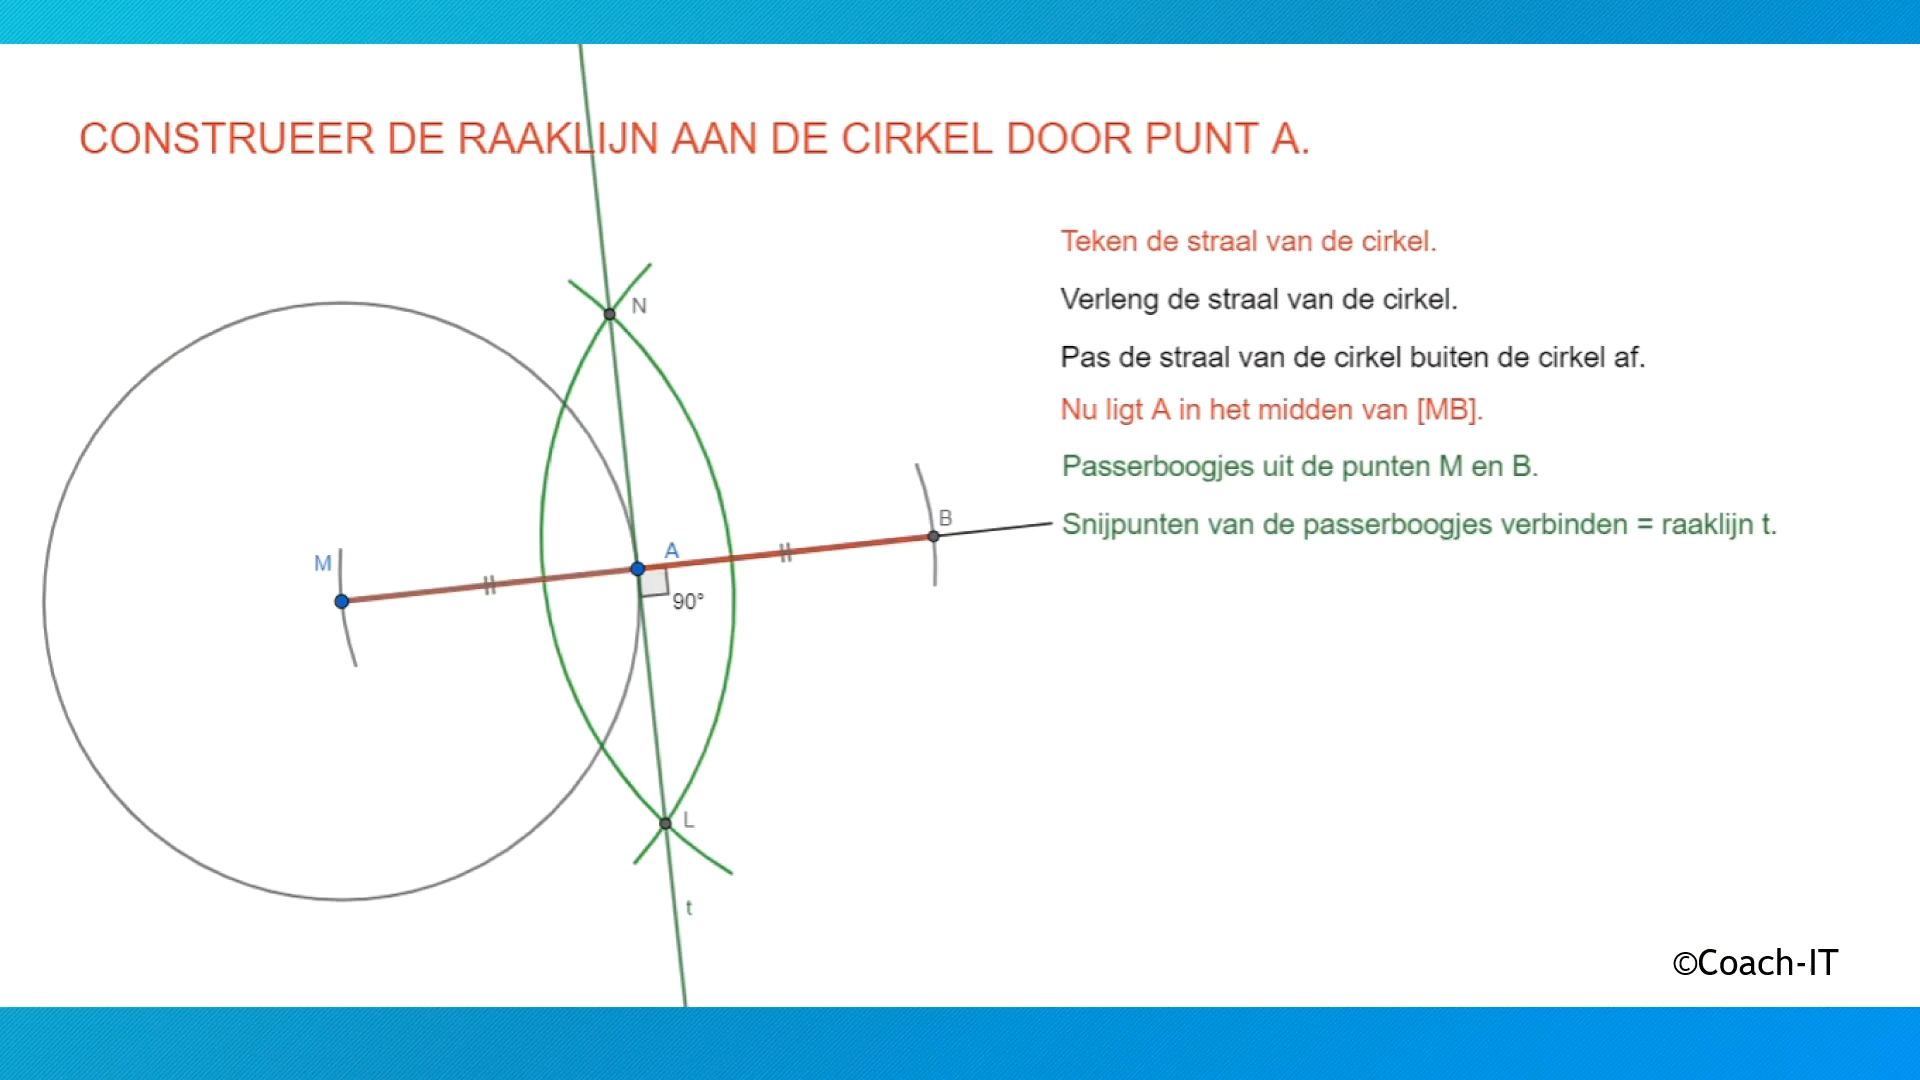 CONSTRUEER DE RAAKLIJN AAN DE CIRKEL DOOR PUNT A.
Teken de straal van de cirkel.
Verleng de straal van de cirkel.
Pas de straal van de cirkel buiten de cirkel af.
Nu ligt A in het midden van [MB].
Passerboogjes uit de punten M en B.
Snijpunten van de passerboogjes verbinden = raaklijn t.
N
B
A
M
90°
L
t
©Coach-IT